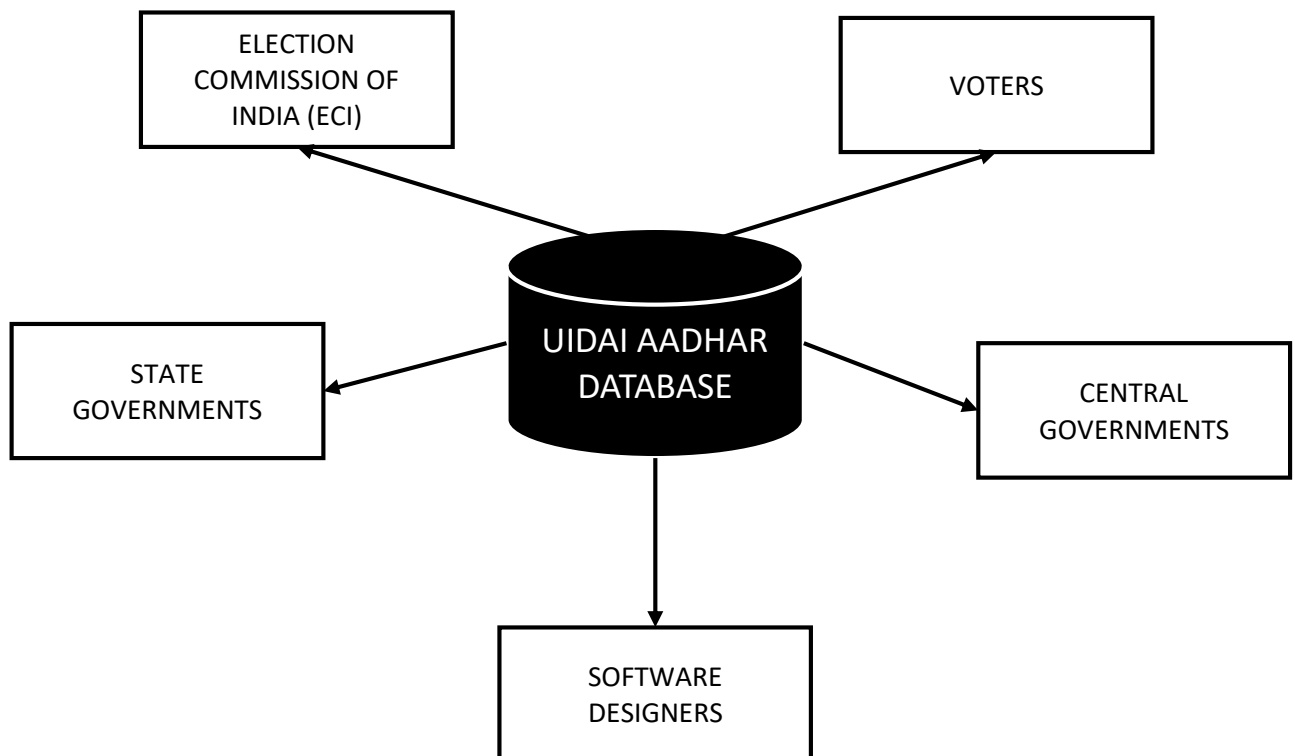 ELECTION
COMMISSION OF
INDIA (ECI)
VOTERS
UIDAI AADHAR
DATABASE
STATE
GOVERNMENTS
CENTRAL
GOVERNMENTS
SOFTWARE
DESIGNERS